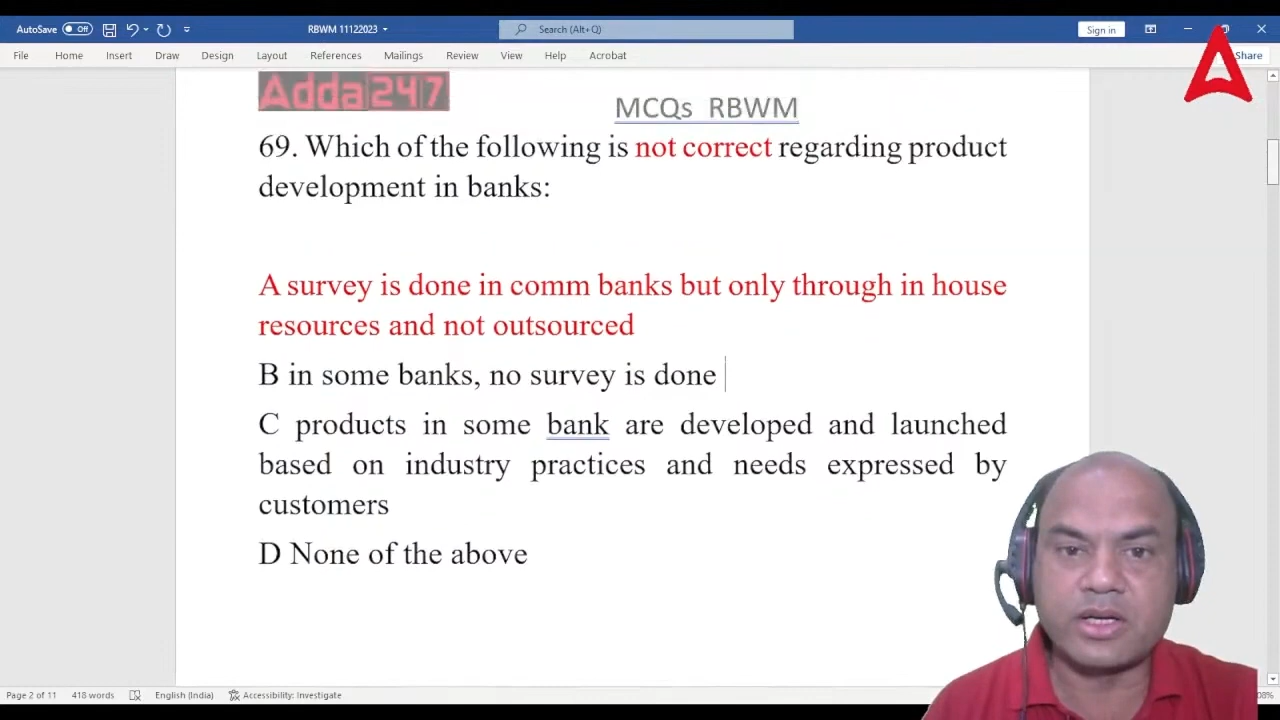 AutoSave Off RBWM 11122023 Search (Alt+Q) Sign in
File Home Insert Draw Design Layout References Mailings Review View Help Acrobat Share
Adda247
MCQs RBWM
69. Which of the following is not correct regarding product
development in banks:
A survey is done in comm banks but only through in house
resources and not outsourced
B in some banks, no survey is done
C products in some bank are developed and launched
based on industry practices and needs expressed by
customers
D None of the above
Page 2 of 11 418 words English (India) Accessibility: Investigate